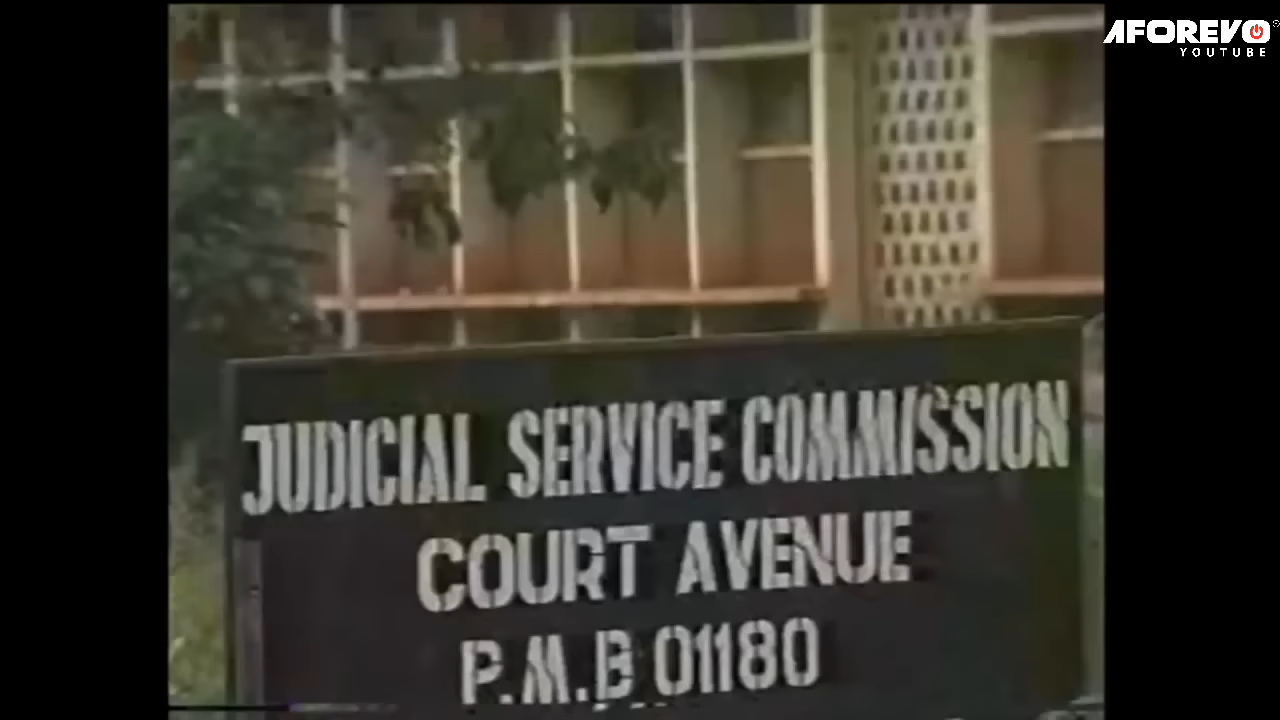 AFOREVO
YOUTUBE
JUDICIAL SERVICE COMMISSION
COURT AVENUE
P.M.B 01180